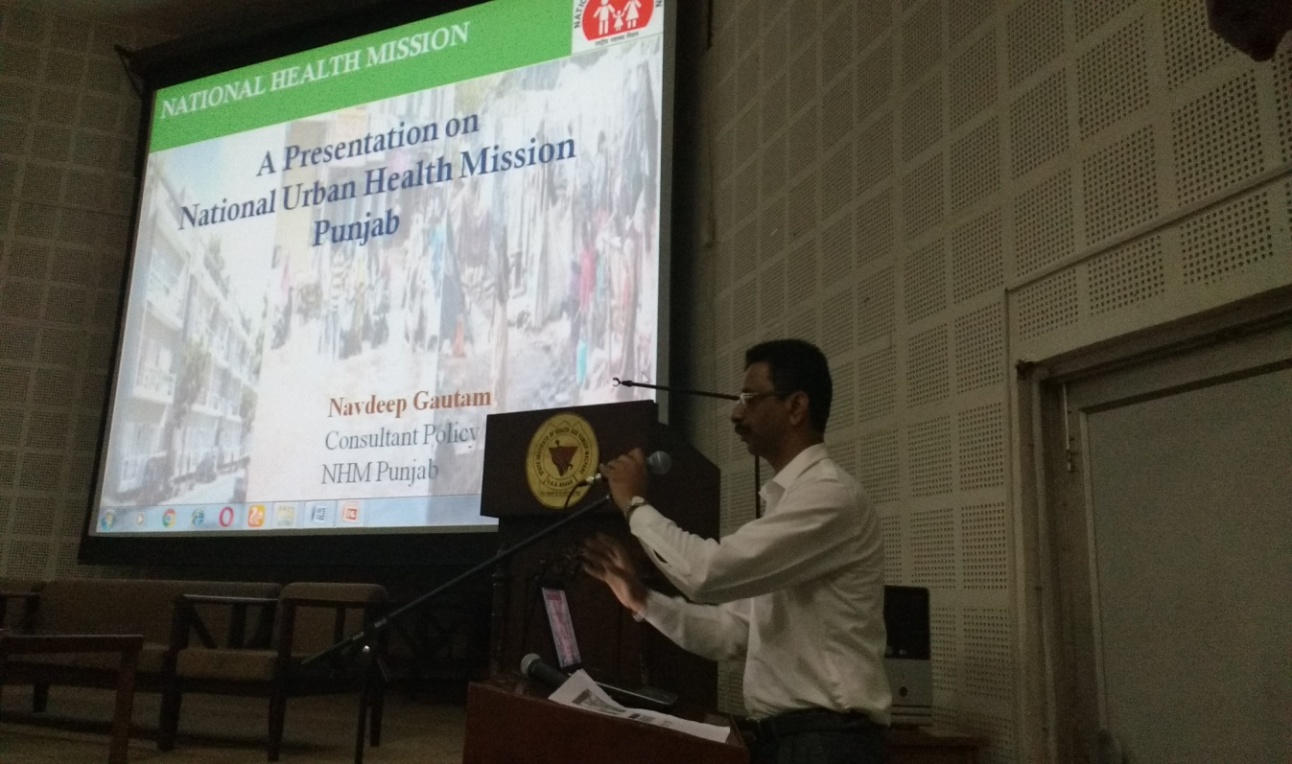 NATIONAL HEALTH MISSION
A Presentation on
National Urban Health Mission
Punjab
Navdeep Gautam
Consultant Policy
NHM Punjab